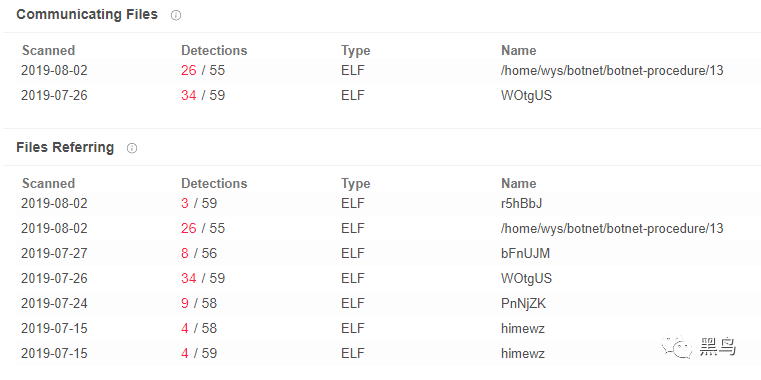 Communicating Files
Scanned Detections Type Name
2019-08-02 26 / 55 ELF /home/wys/botnet/botnet-procedure/13
2019-07-26 34 / 59 ELF WOtgUS
Files Referring
Scanned Detections Type Name
2019-08-02 3 / 59 ELF r5hBbJ
2019-08-02 26 / 55 ELF /home/wys/botnet/botnet-procedure/13
2019-07-27 8 / 56 ELF bFnUJM
2019-07-26 34 / 59 ELF WOtgUS
2019-07-24 9 / 58 ELF PnNjZK
2019-07-15 4 / 58 ELF himewz
2019-07-15 4 / 59 ELF himewz
黑鸟